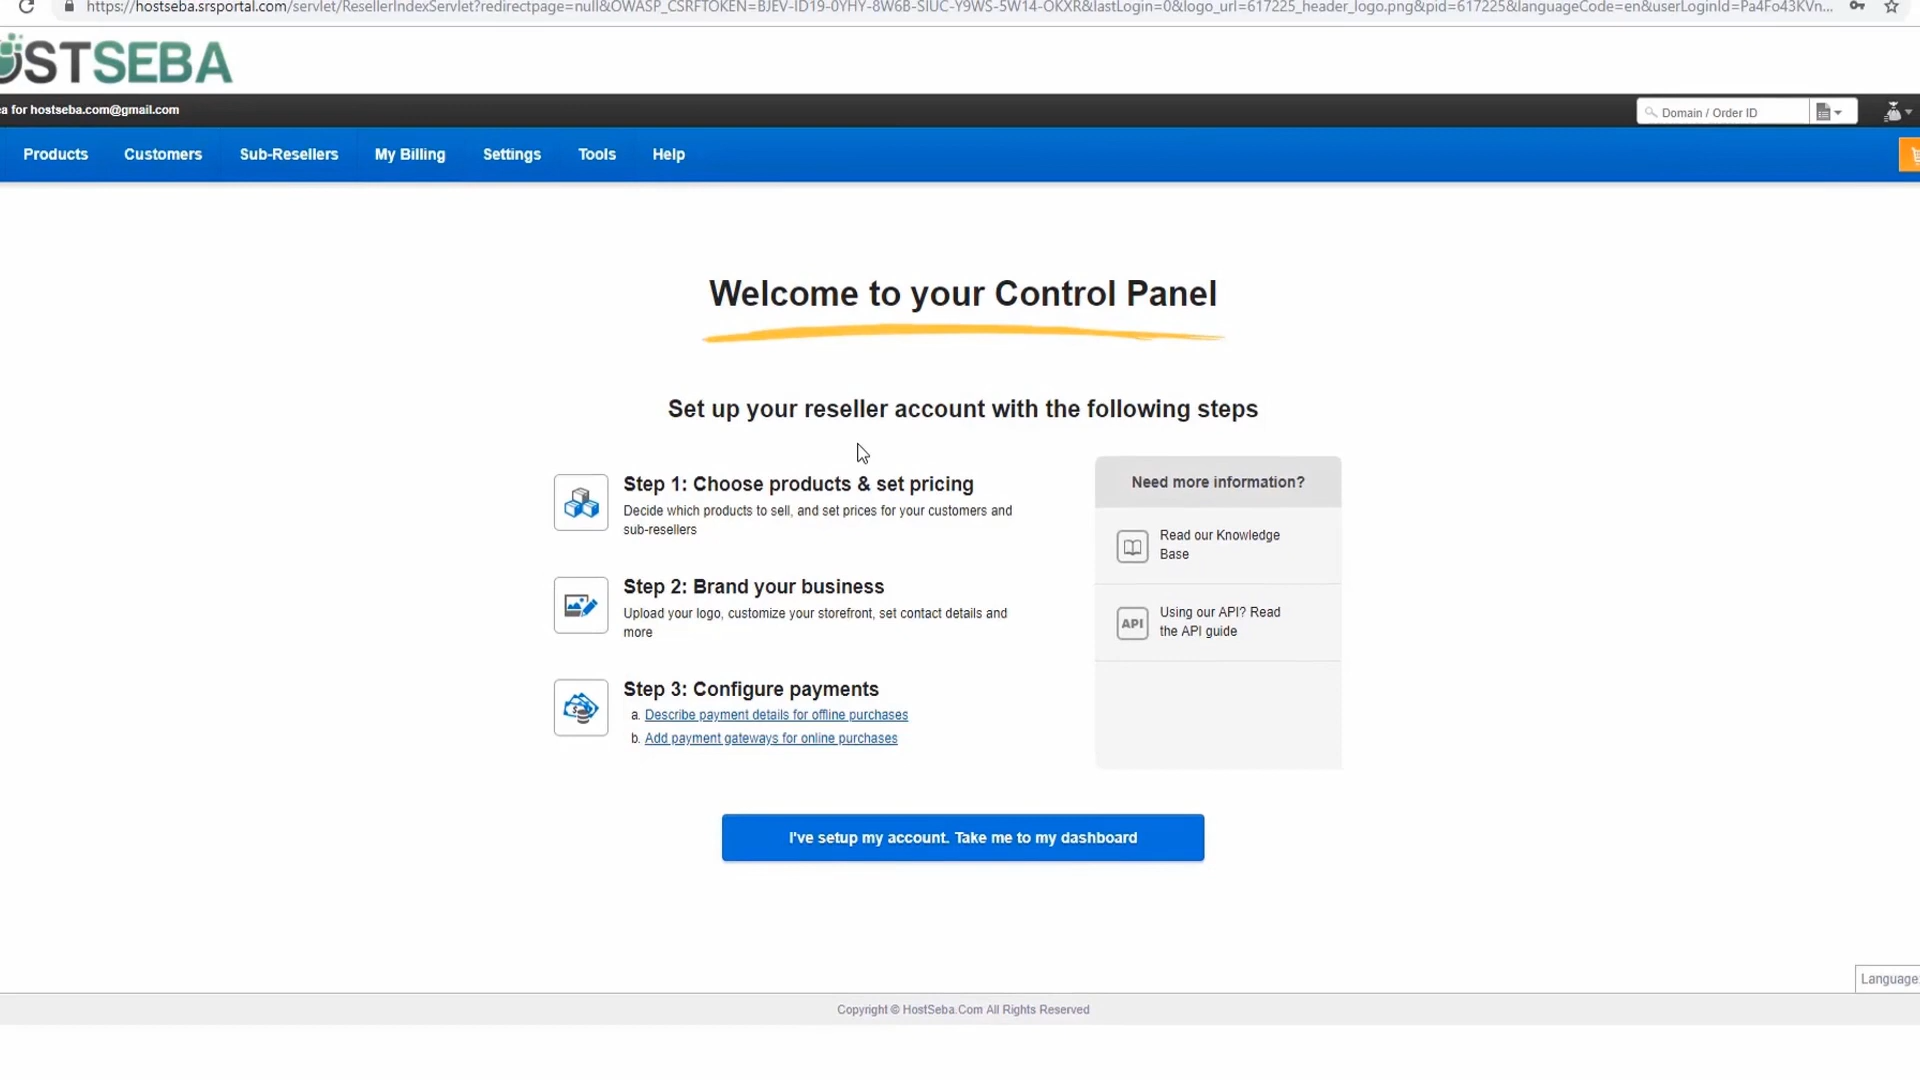 https://hostseba.srsportal.com/servlet/ResellerIndexServlet?redirectpage=null&OWASP_CSRFTOKEN=BJEV-ID19-0YHY-8W6B-SIUC-Y9WS-5W14-OKXR&lastLogin=0&logo_url=617225_header_logo.png&pid=617225&languageCode=en&userLoginId=Pa4Fo43KVn...
OSTSEBA
ea for hostseba.com@gmail.com
Domain / Order ID
Products Customers Sub-Resellers My Billing Settings Tools Help
Welcome to your Control Panel
Set up your reseller account with the following steps
Step 1: Choose products & set pricing
Decide which products to sell, and set prices for your customers and
sub-resellers
Step 2: Brand your business
Upload your logo, customize your storefront, set contact details and
more
Step 3: Configure payments
a. Describe payment details for offline purchases
b. Add payment gateways for online purchases
Need more information?
Read our Knowledge
Base
API
Using our API? Read
the API guide
I've setup my account. Take me to my dashboard
Language
Copyright © HostSeba.Com All Rights Reserved